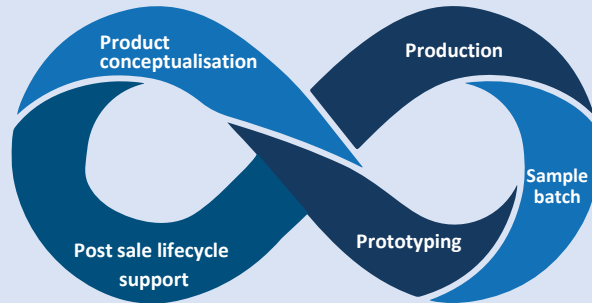 Product
conceptualisation
Production
Sample
batch
Prototyping
Post sale lifecycle
support